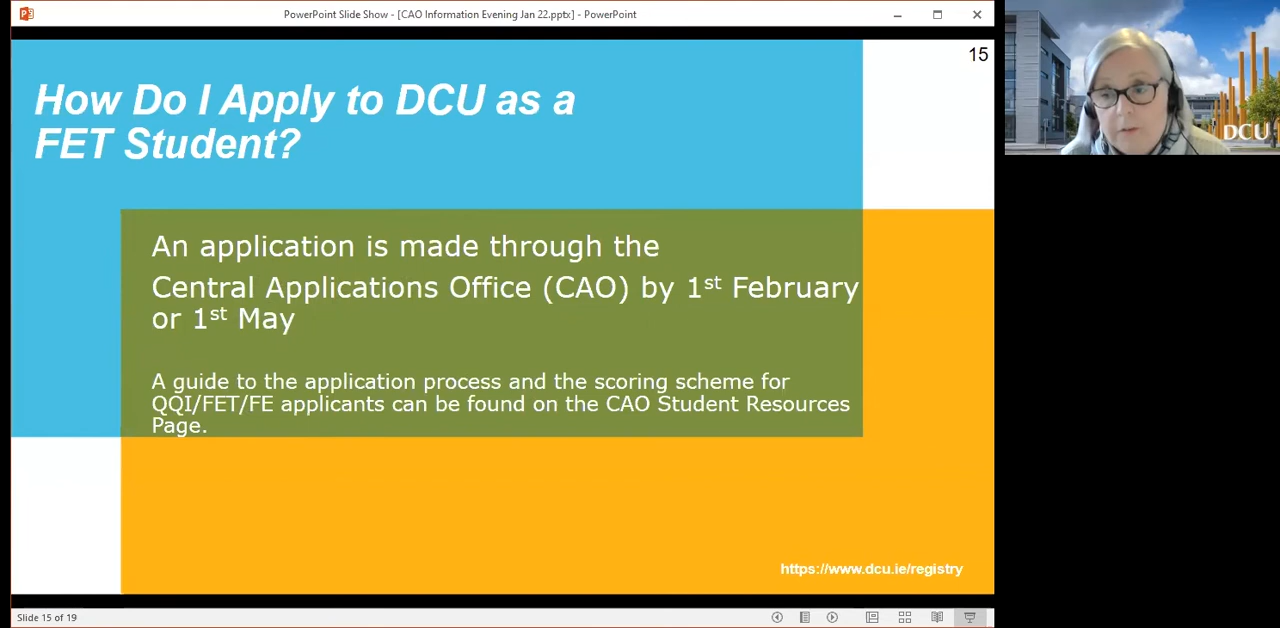 PowerPoint Slide Show - [CAO Information Evening Jan 22.pptx] - PowerPoint
15
How Do I Apply to DCU as a
FET Student?
An application is made through the
Central Applications Office (CAO) by 1st February
or 1st May
A guide to the application process and the scoring scheme for
QQI/FET/FE applicants can be found on the CAO Student Resources
Page.
https://www.dcu.ie/registry
Slide 15 of 19
DCU